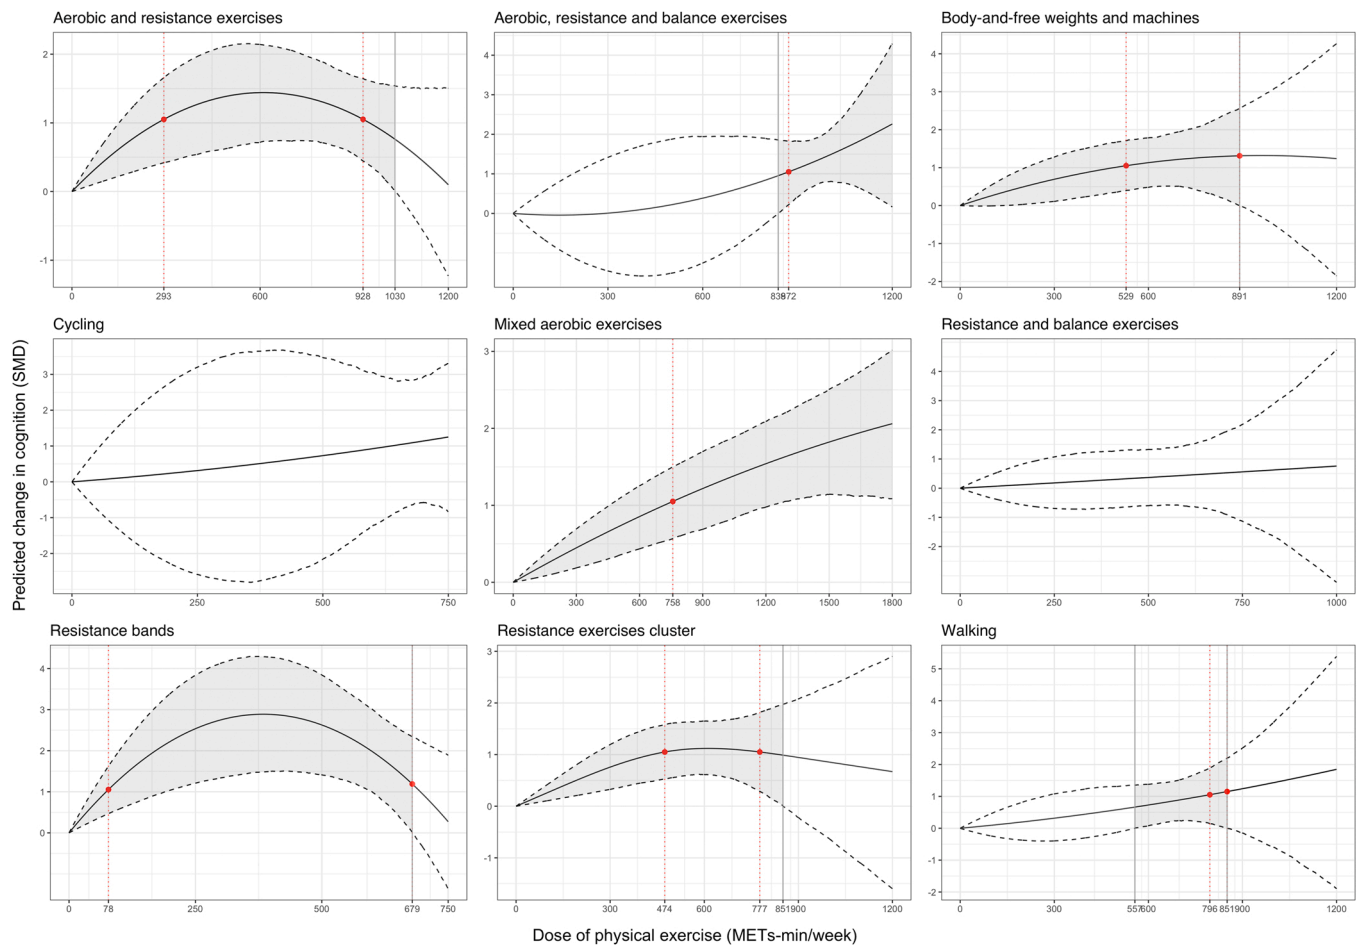 Predicted change in cognition (SMD)
Aerobic and resistance exercises
2
1
0
-1
0 293 600 928 1030 1200
Aerobic, resistance and balance exercises
4
3
2
1
0
0 300 600 872 1200
Body-and-free weights and machines
4
3
2
1
0
-1
-2
0 300 529 600 891 1200
Cycling
3
2
1
0
-1
-2
0 250 500 750
Mixed aerobic exercises
3
2
1
0
0 300 600 758 900 1200 1500 1800
Resistance and balance exercises
4
3
2
1
0
-1
-2
0 250 500 750 1000
Resistance bands
4
3
2
1
0
0 78 250 500 679 750
Resistance exercises cluster
3
2
1
0
-1
0 300 474 600 777 851 900 1200
Walking
5
4
3
2
1
0
-1
-2
0 300 557 600 796 851 900 1200
Dose of physical exercise (METs-min/week)